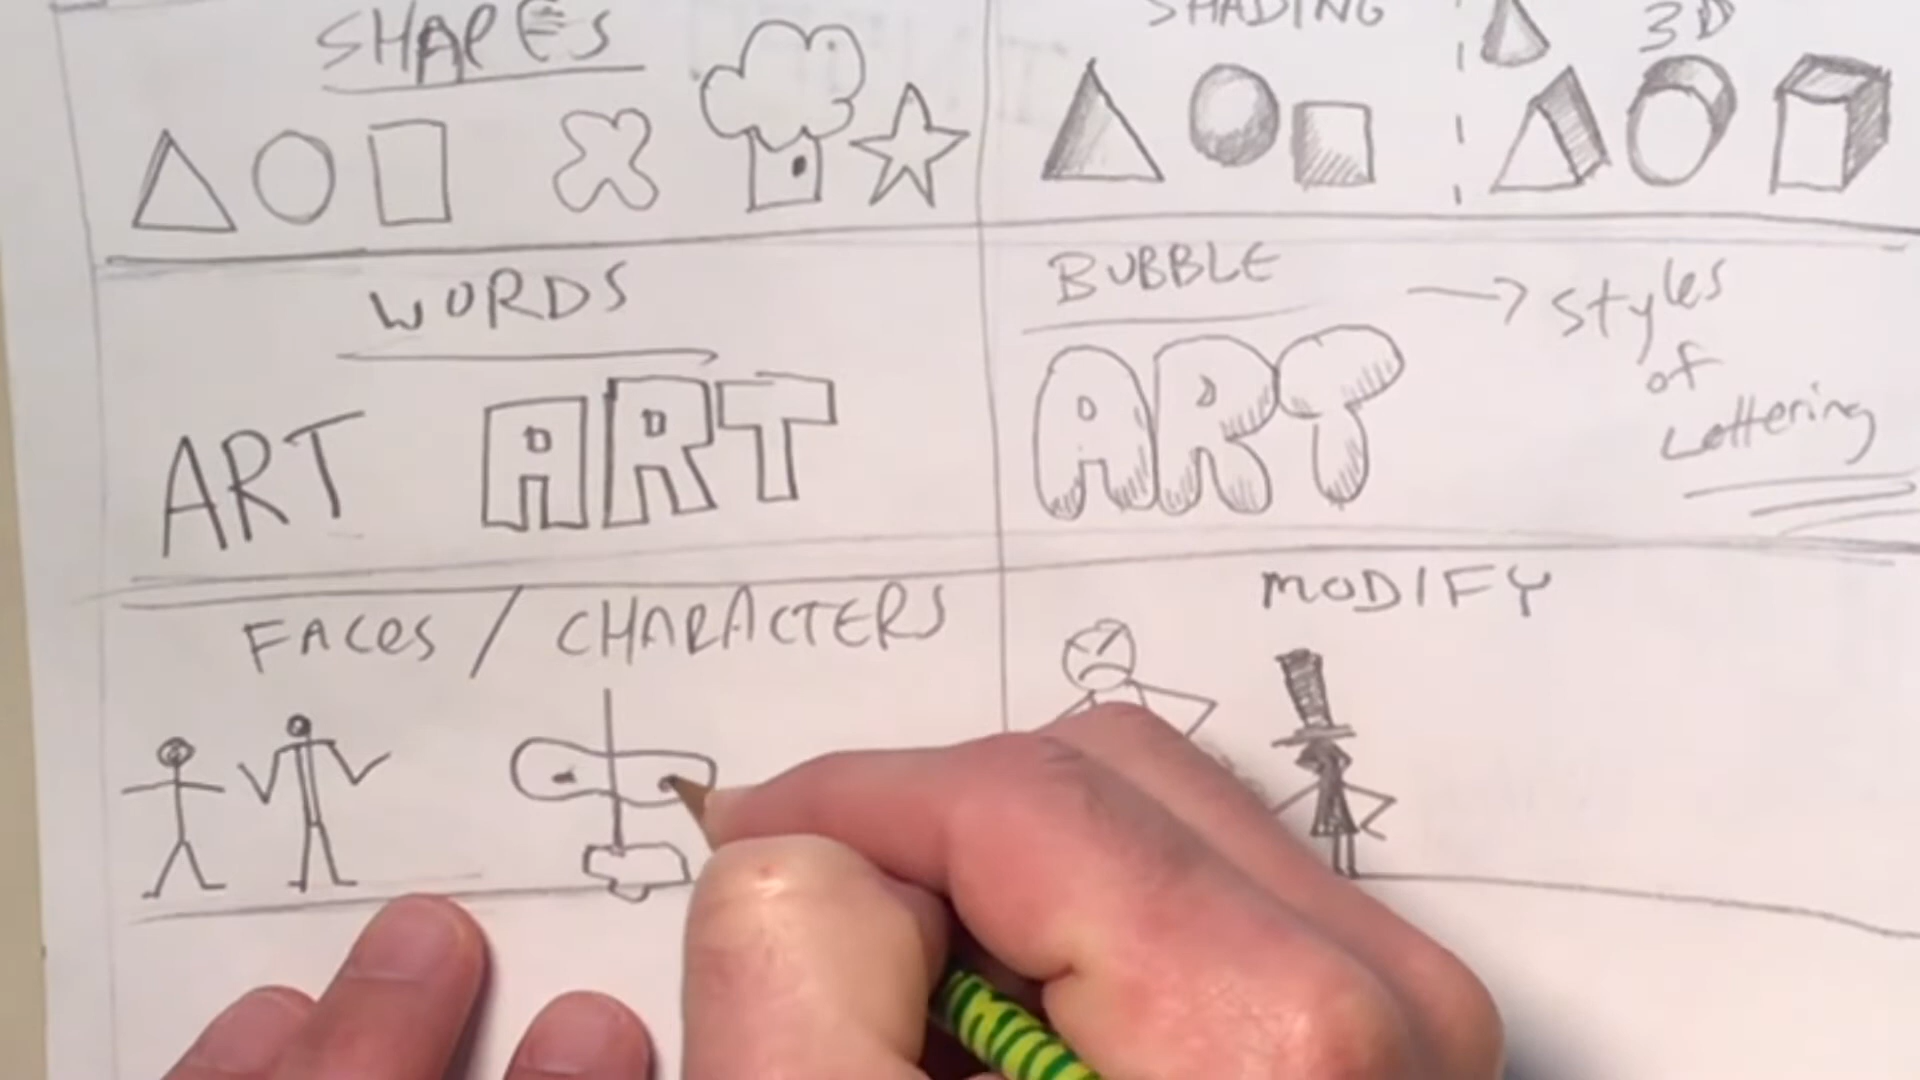 SHAPES
SHADING
3D
WORDS
ART ART
BUBBLE → styles
of
Lettering
ART
FACes / CHARACTERS
MODIFY